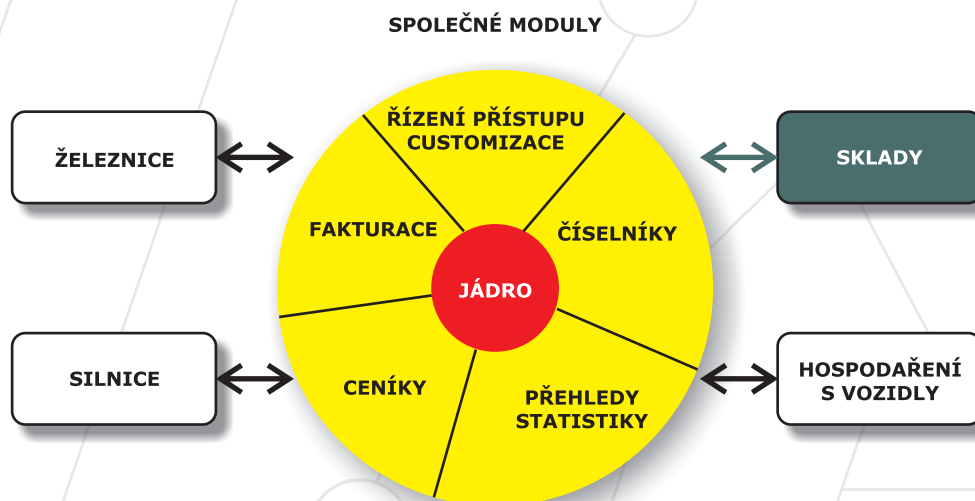 SPOLEČNÉ MODULY
ŘÍZENÍ PŘÍSTUPU
CUSTOMIZACE
ŽELEZNICE
SKLADY
FAKTURACE
ČÍSELNÍKY
JÁDRO
SILNICE
CENÍKY
PŘEHLEDY
STATISTIKY
HOSPODAŘENÍ
S VOZIDLY